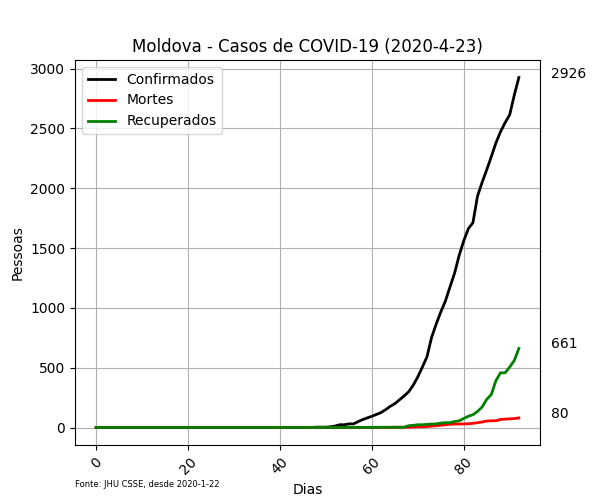 Moldova - Casos de COVID-19 (2020-4-23)
Confirmados
Mortes
Recuperados
3000
2500
2000
1500
1000
500
0
Pessoas
2926
661
80
0
20
40
60
80
Dias
Fonte: JHU CSSE, desde 2020-1-22